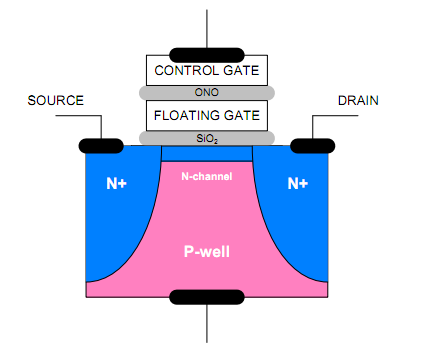 CONTROL GATE
ONO
SOURCE
DRAIN
FLOATING GATE
SiO₂
N+
N-channel
N+
P-well